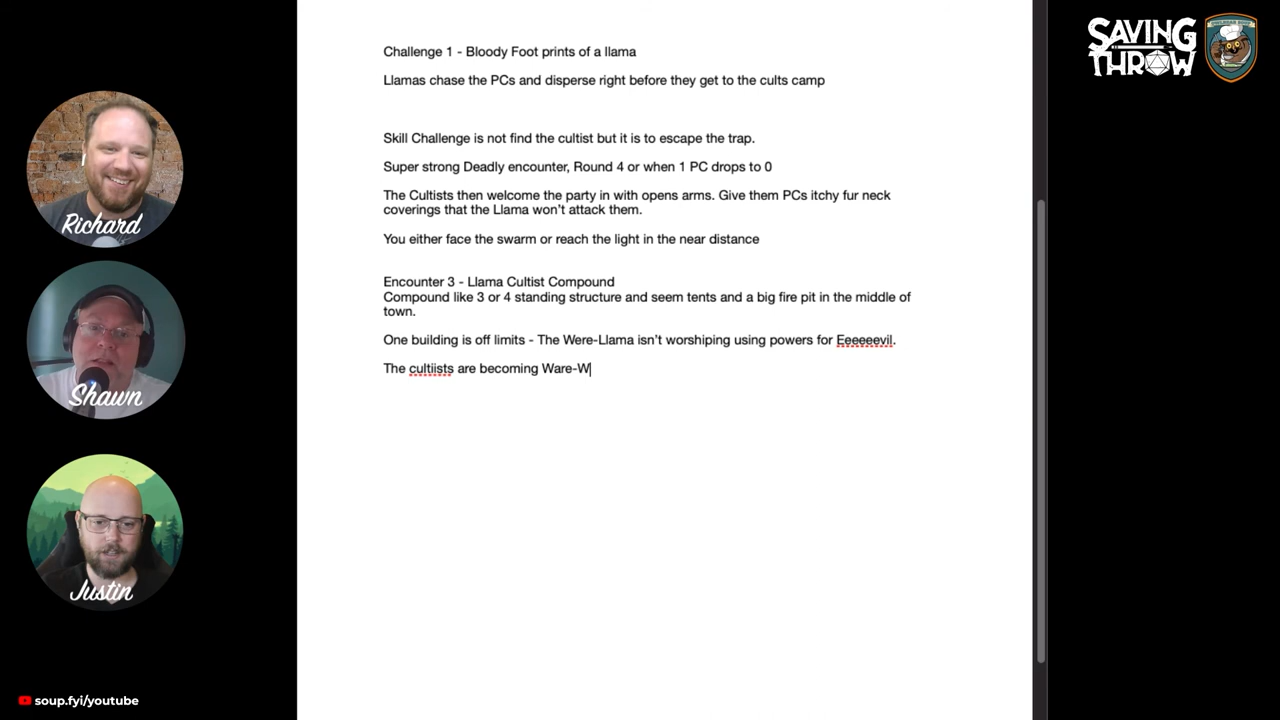 Challenge 1 - Bloody Foot prints of a llama
Llamas chase the PCs and disperse right before they get to the cults camp
Skill Challenge is not find the cultist but it is to escape the trap.
Super strong Deadly encounter, Round 4 or when 1 PC drops to 0
The Cultists then welcome the party in with opens arms. Give them PCs itchy fur neck
coverings that the Llama won't attack them.
You either face the swarm or reach the light in the near distance
Encounter 3 - Llama Cultist Compound
Compound like 3 or 4 standing structure and seem tents and a big fire pit in the middle of
town.
One building is off limits - The Were-Llama isn't worshiping using powers for Eeeeeevil.
The cultiists are becoming Ware-W
Richard
Shawn
Justin
soup.fyi/youtube
SAVING
THROW